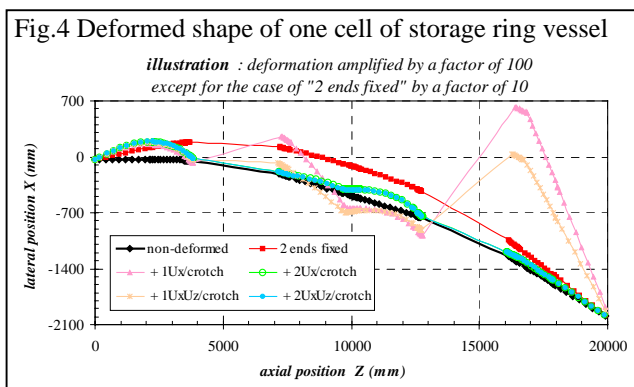 Fig.4 Deformed shape of one cell of storage ring vessel
illustration : deformation amplified by a factor of 100
except for the case of "2 ends fixed" by a factor of 10
700
0
-700
-1400
-2100
lateral position X (mm)
non-deformed
2 ends fixed
+ 1Ux/crotch
+ 2Ux/crotch
+ 1UxUz/crotch
+ 2UxUz/crotch
0
5000
10000
15000
20000
axial position Z (mm)